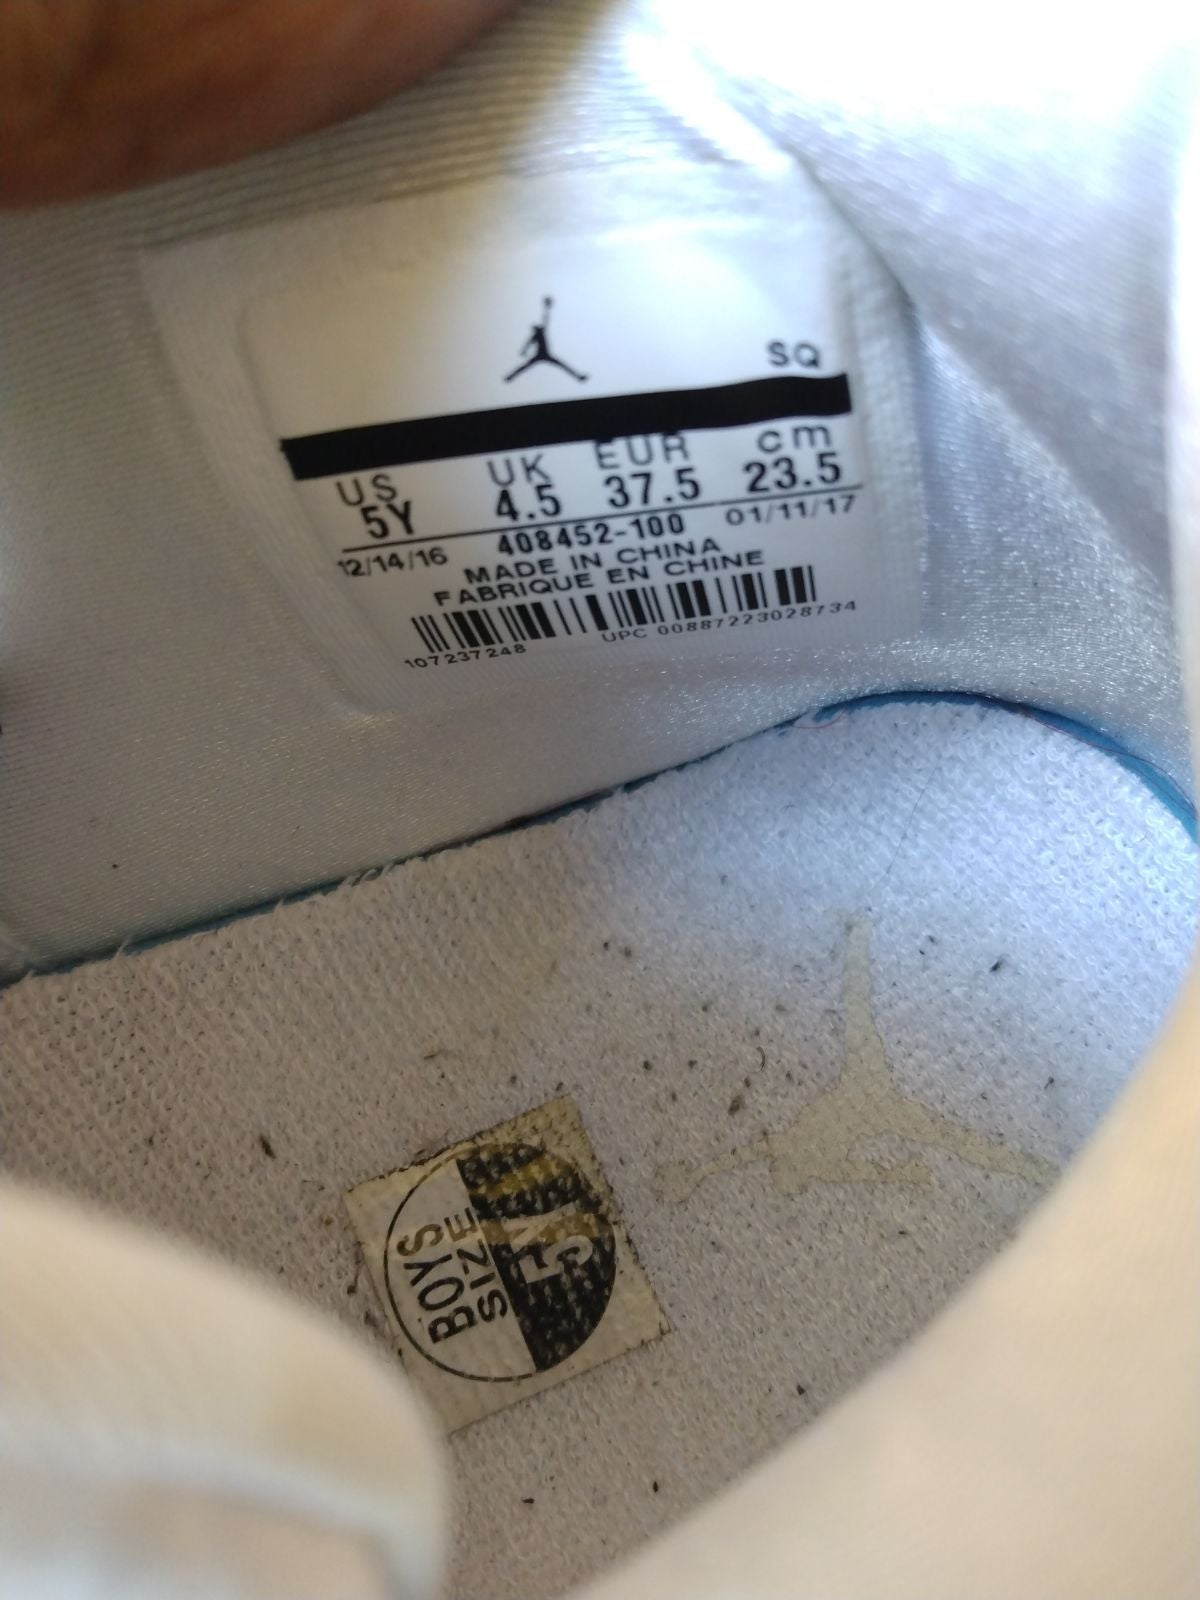 SQ
US UK EUR cm
5Y 4.5 37.5 23.5
12/14/16 408452-100 01/11/17
MADE IN CHINA
FABRIQUE EN CHINE
107237248 UPC 00887223028734
BOYS
SIZE
5Y